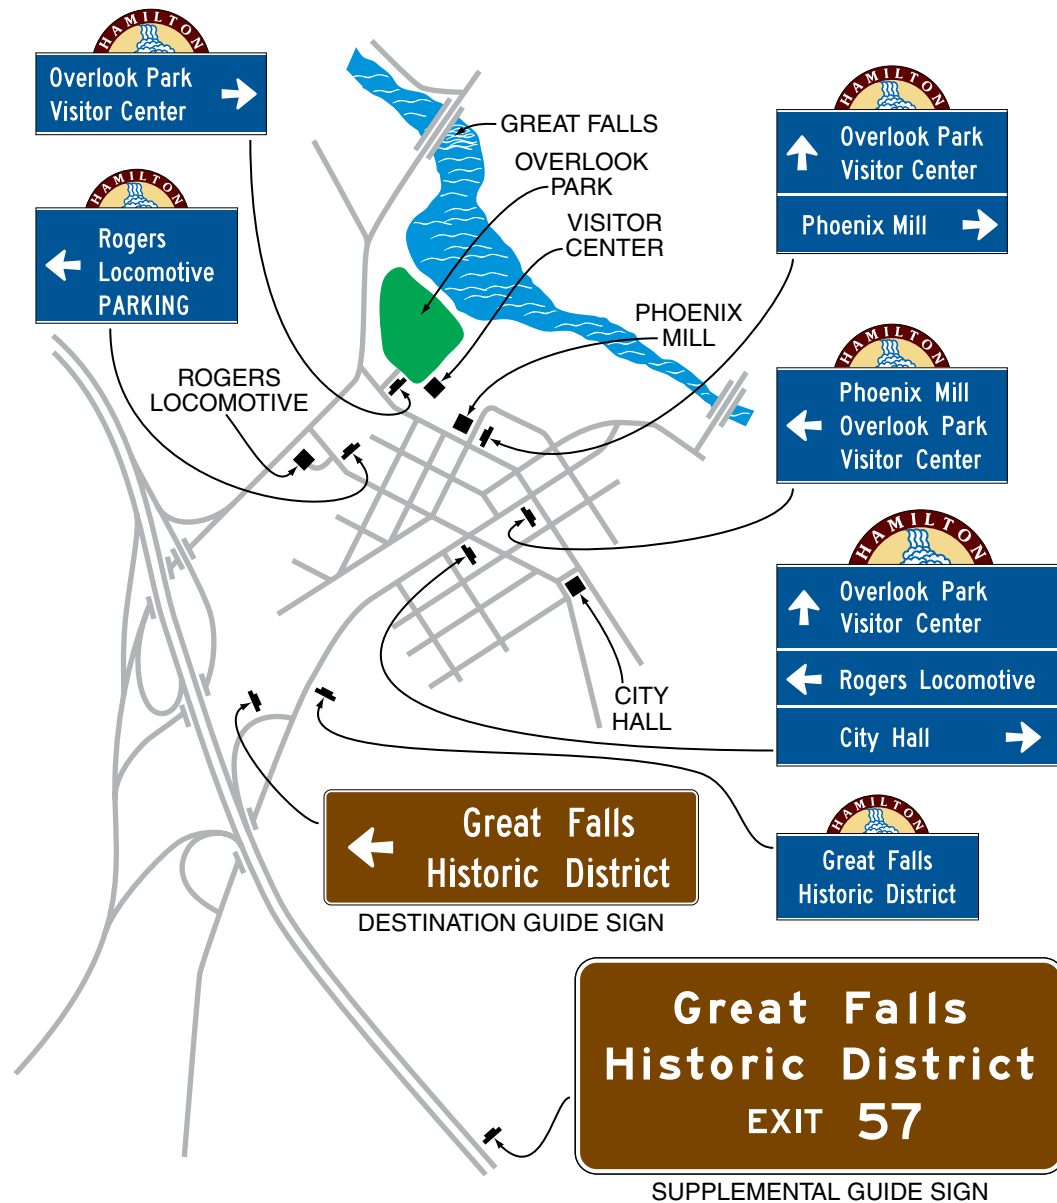 HAMILTON
Overlook Park
Visitor Center
HAMILTON
Rogers
Locomotive
PARKING
GREAT FALLS
OVERLOOK
PARK
VISITOR
CENTER
PHOENIX
MILL
ROGERS
LOCOMOTIVE
CITY
HALL
HAMILTON
Overlook Park
Visitor Center
Phoenix Mill
HAMILTON
Phoenix Mill
Overlook Park
Visitor Center
HAMILTON
Overlook Park
Visitor Center
Rogers Locomotive
City Hall
HAMILTON
Great Falls
Historic District
Great Falls
Historic District
DESTINATION GUIDE SIGN
Great Falls
Historic District
EXIT 57
SUPPLEMENTAL GUIDE SIGN